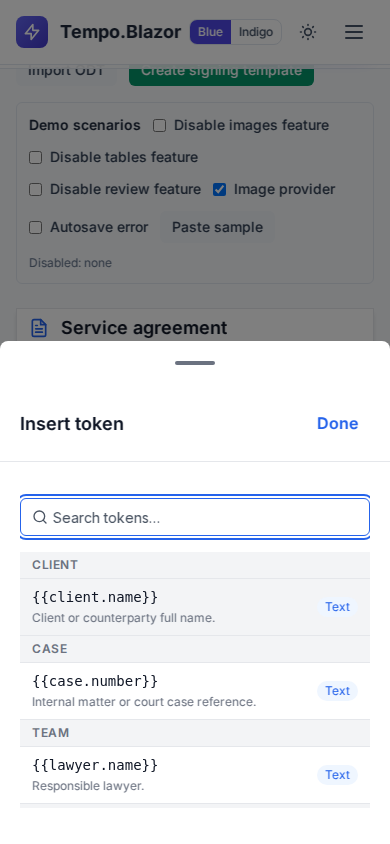 Tempo.Blazor Blue Indigo
Import ODT Create signing template
Demo scenarios Disable images feature
Disable tables feature
Disable review feature Image provider
Autosave error Paste sample
Disabled: none
Service agreement
Insert token Done
Search tokens...
CLIENT
{{client.name}}
Client or counterparty full name.
Text
CASE
{{case.number}}
Internal matter or court case reference.
Text
TEAM
{{lawyer.name}}
Responsible lawyer.
Text